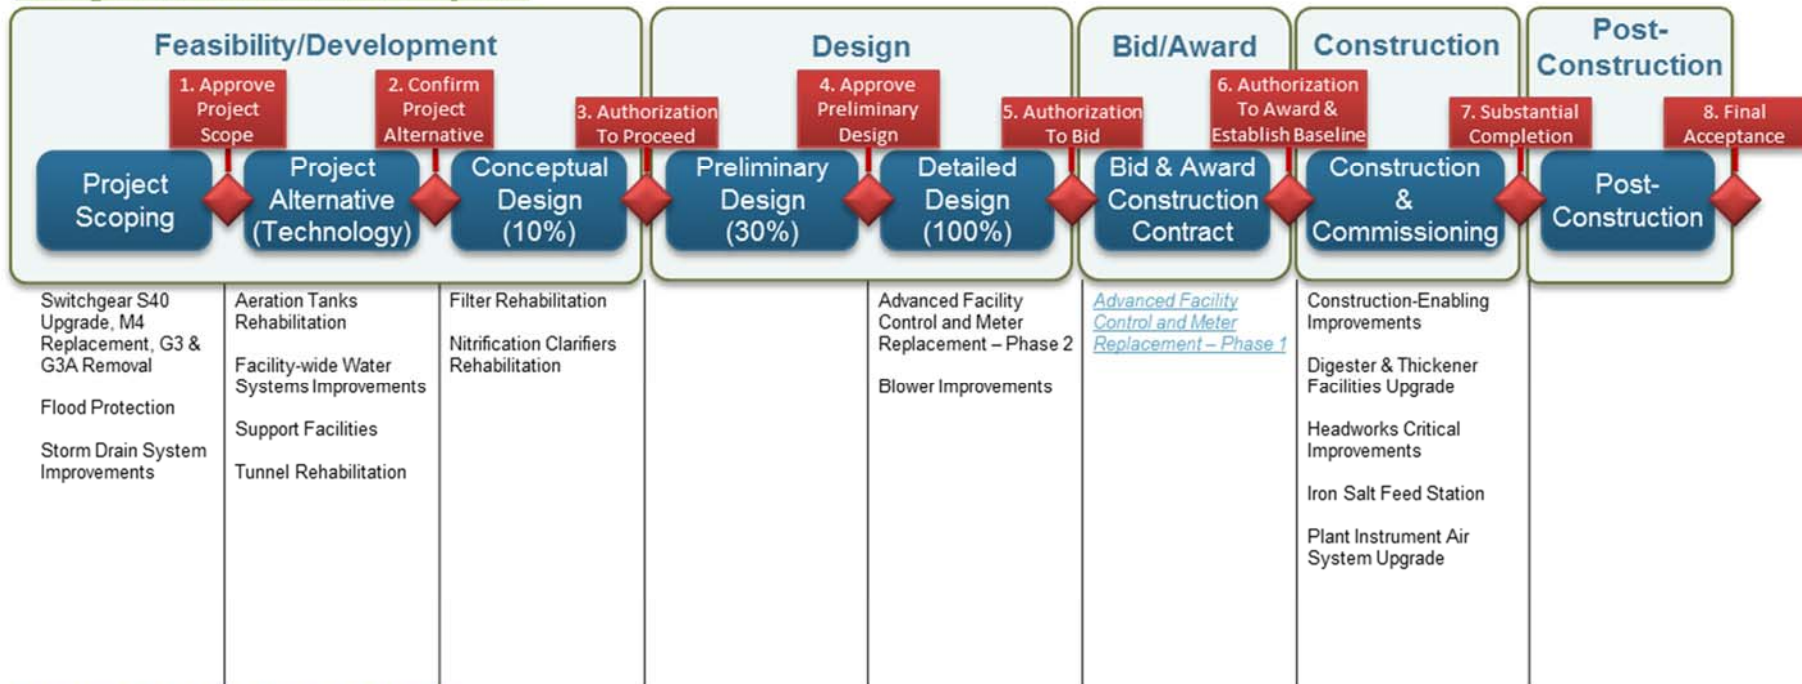 Feasibility/Development
Design
Bid/Award
Construction
Post-
Construction
1. Approve
Project
Scope
2. Confirm
Project
Alternative
3. Authorization
To Proceed
4. Approve
Preliminary
Design
5. Authorization
To Bid
6. Authorization
To Award &
Establish Baseline
7. Substantial
Completion
8. Final
Acceptance
Project
Scoping
Project
Alternative
(Technology)
Conceptual
Design
(10%)
Preliminary
Design
(30%)
Detailed
Design
(100%)
Bid & Award
Construction
Contract
Construction
&
Commissioning
Post-
Construction
Switchgear S40
Upgrade, M4
Replacement, G3 &
G3A Removal
Flood Protection
Storm Drain System
Improvements
Aeration Tanks
Rehabilitation
Facility-wide Water
Systems Improvements
Support Facilities
Tunnel Rehabilitation
Filter Rehabilitation
Nitrification Clarifiers
Rehabilitation
Advanced Facility
Control and Meter
Replacement – Phase 2
Blower Improvements
Advanced Facility
Control and Meter
Replacement – Phase 1
Construction-Enabling
Improvements
Digester & Thickener
Facilities Upgrade
Headworks Critical
Improvements
Iron Salt Feed Station
Plant Instrument Air
System Upgrade